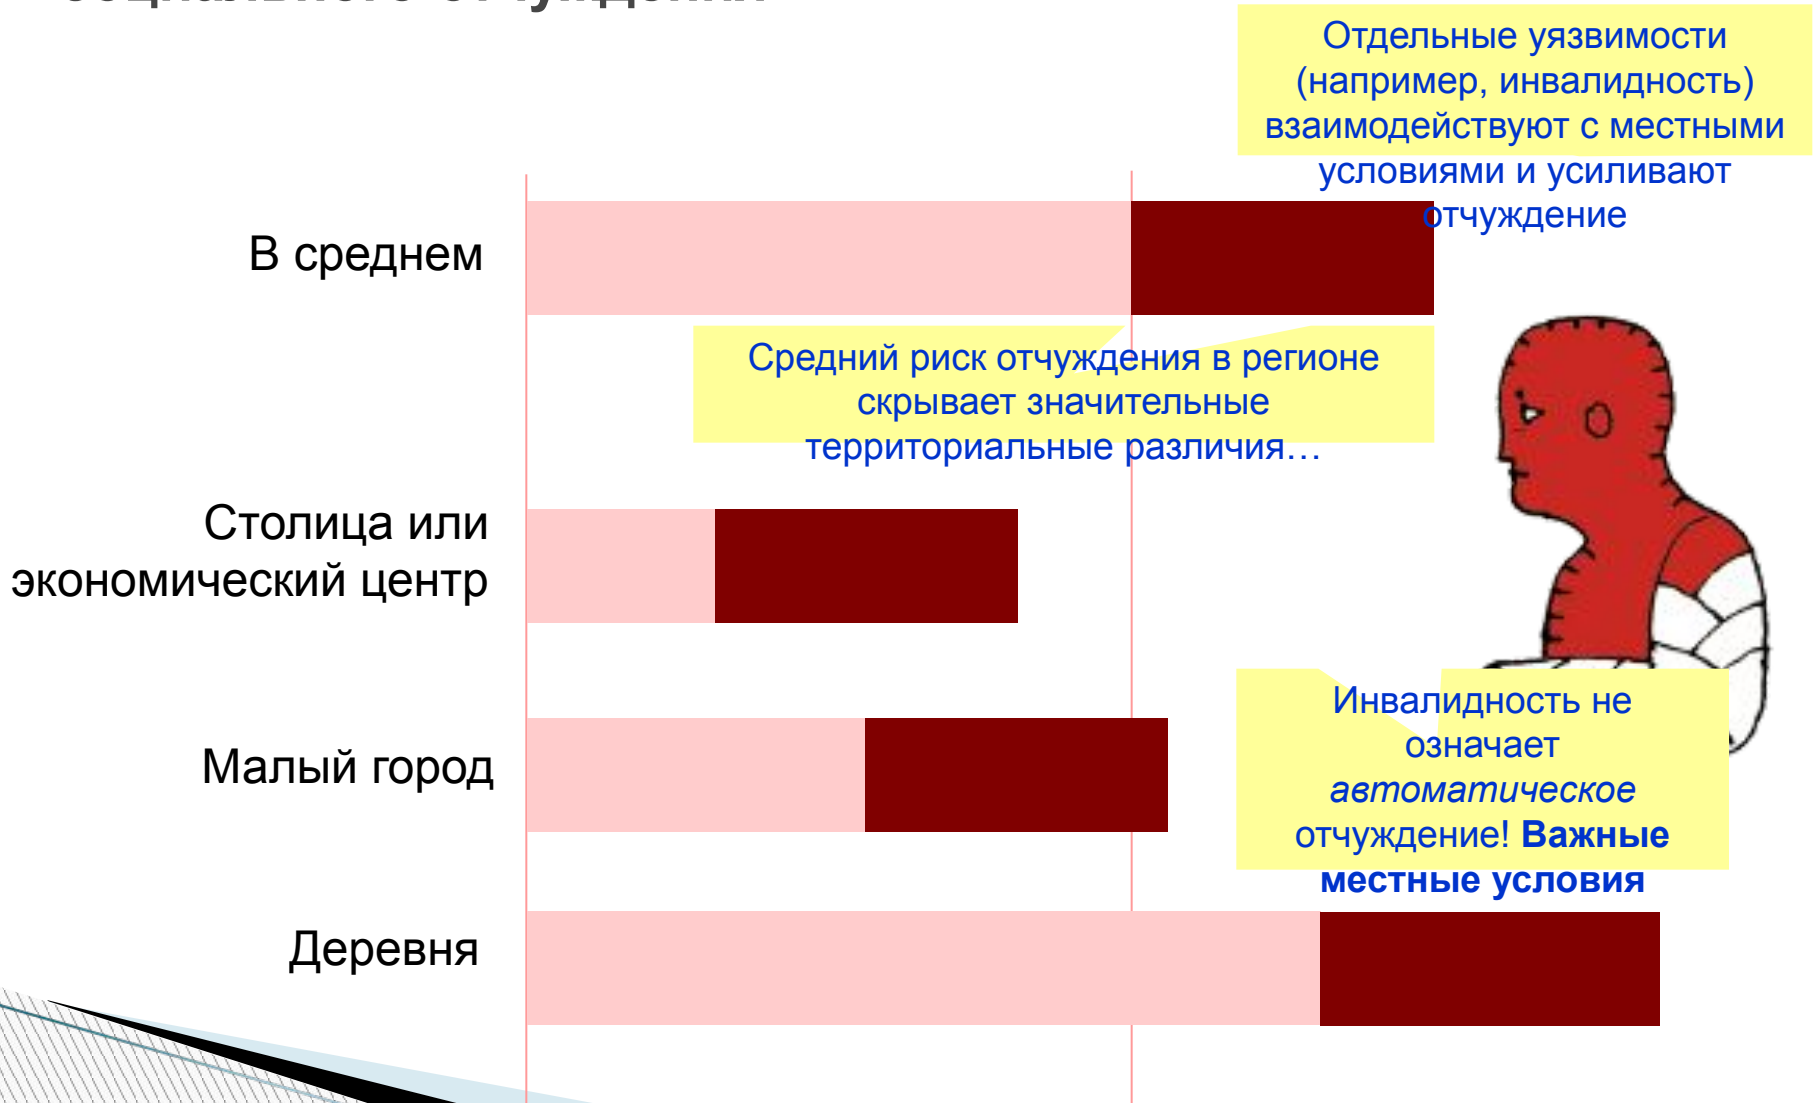 Отдельные уязвимости
(например, инвалидность)
взаимодействуют с местными
условиями и усиливают
отчуждение
В среднем
Средний риск отчуждения в регионе
скрывает значительные
территориальные различия…
Столица или
экономический центр
Малый город
Инвалидность не
означает
автоматическое
отчуждение! Важные
местные условия
Деревня